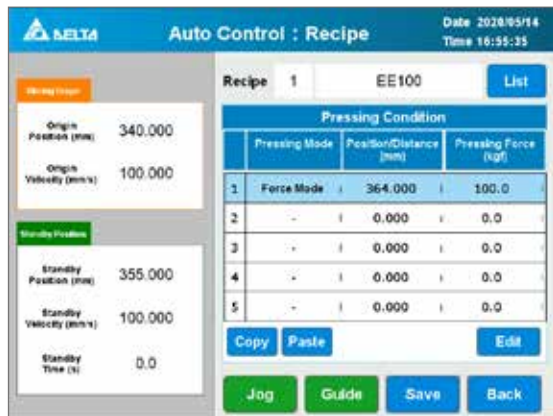 DELTA
Auto Control : Recipe
Date 2020/05/14
Time 16:55:35
Origin
Position (mm)
340.000
Origin
Velocity (mm/s)
100.000
Standby Position
Standby
Position (mm)
355.000
Standby
Velocity (mm/s)
100.000
Standby
Time (s)
0.0
Recipe 1 EE100 List
Pressing Condition
Pressing Mode Position/Distance (mm) Pressing Force (kgf)
1 Force Mode 364.000 100.0
2 - 0.000 0.0
3 - 0.000 0.0
4 - 0.000 0.0
5 - 0.000 0.0
Copy Paste Edit
Jog Guide Save Back